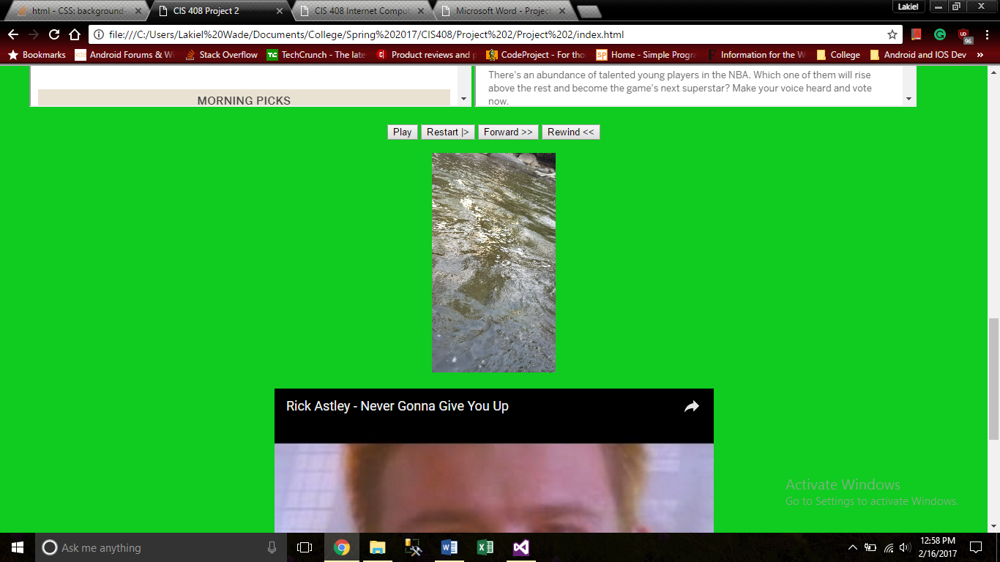 Lakiel
html - CSS: background-
CIS 408 Project 2
CIS 408 Internet Comput
Microsoft Word - Project
file:///C:/Users/Lakiel%20Wade/Documents/College/Spring%202017/CIS408/Project%202/Project%202/index.html
96
Bookmarks
Android Forums & W
Stack Overflow
TC TechCrunch - The late
Product reviews and p
CodeProject - For tho
SP Home - Simple Progra
F Information for the W
College
Android and IOS Dev
»
MORNING PICKS
There's an abundance of talented young players in the NBA. Which one of them will rise
above the rest and become the game's next superstar? Make your voice heard and vote
now.
Play Restart |> Forward >> Rewind <<
Rick Astley - Never Gonna Give You Up
Activate Windows
Go to Settings to activate Windows.
Ask me anything
12:58 PM
2/16/2017